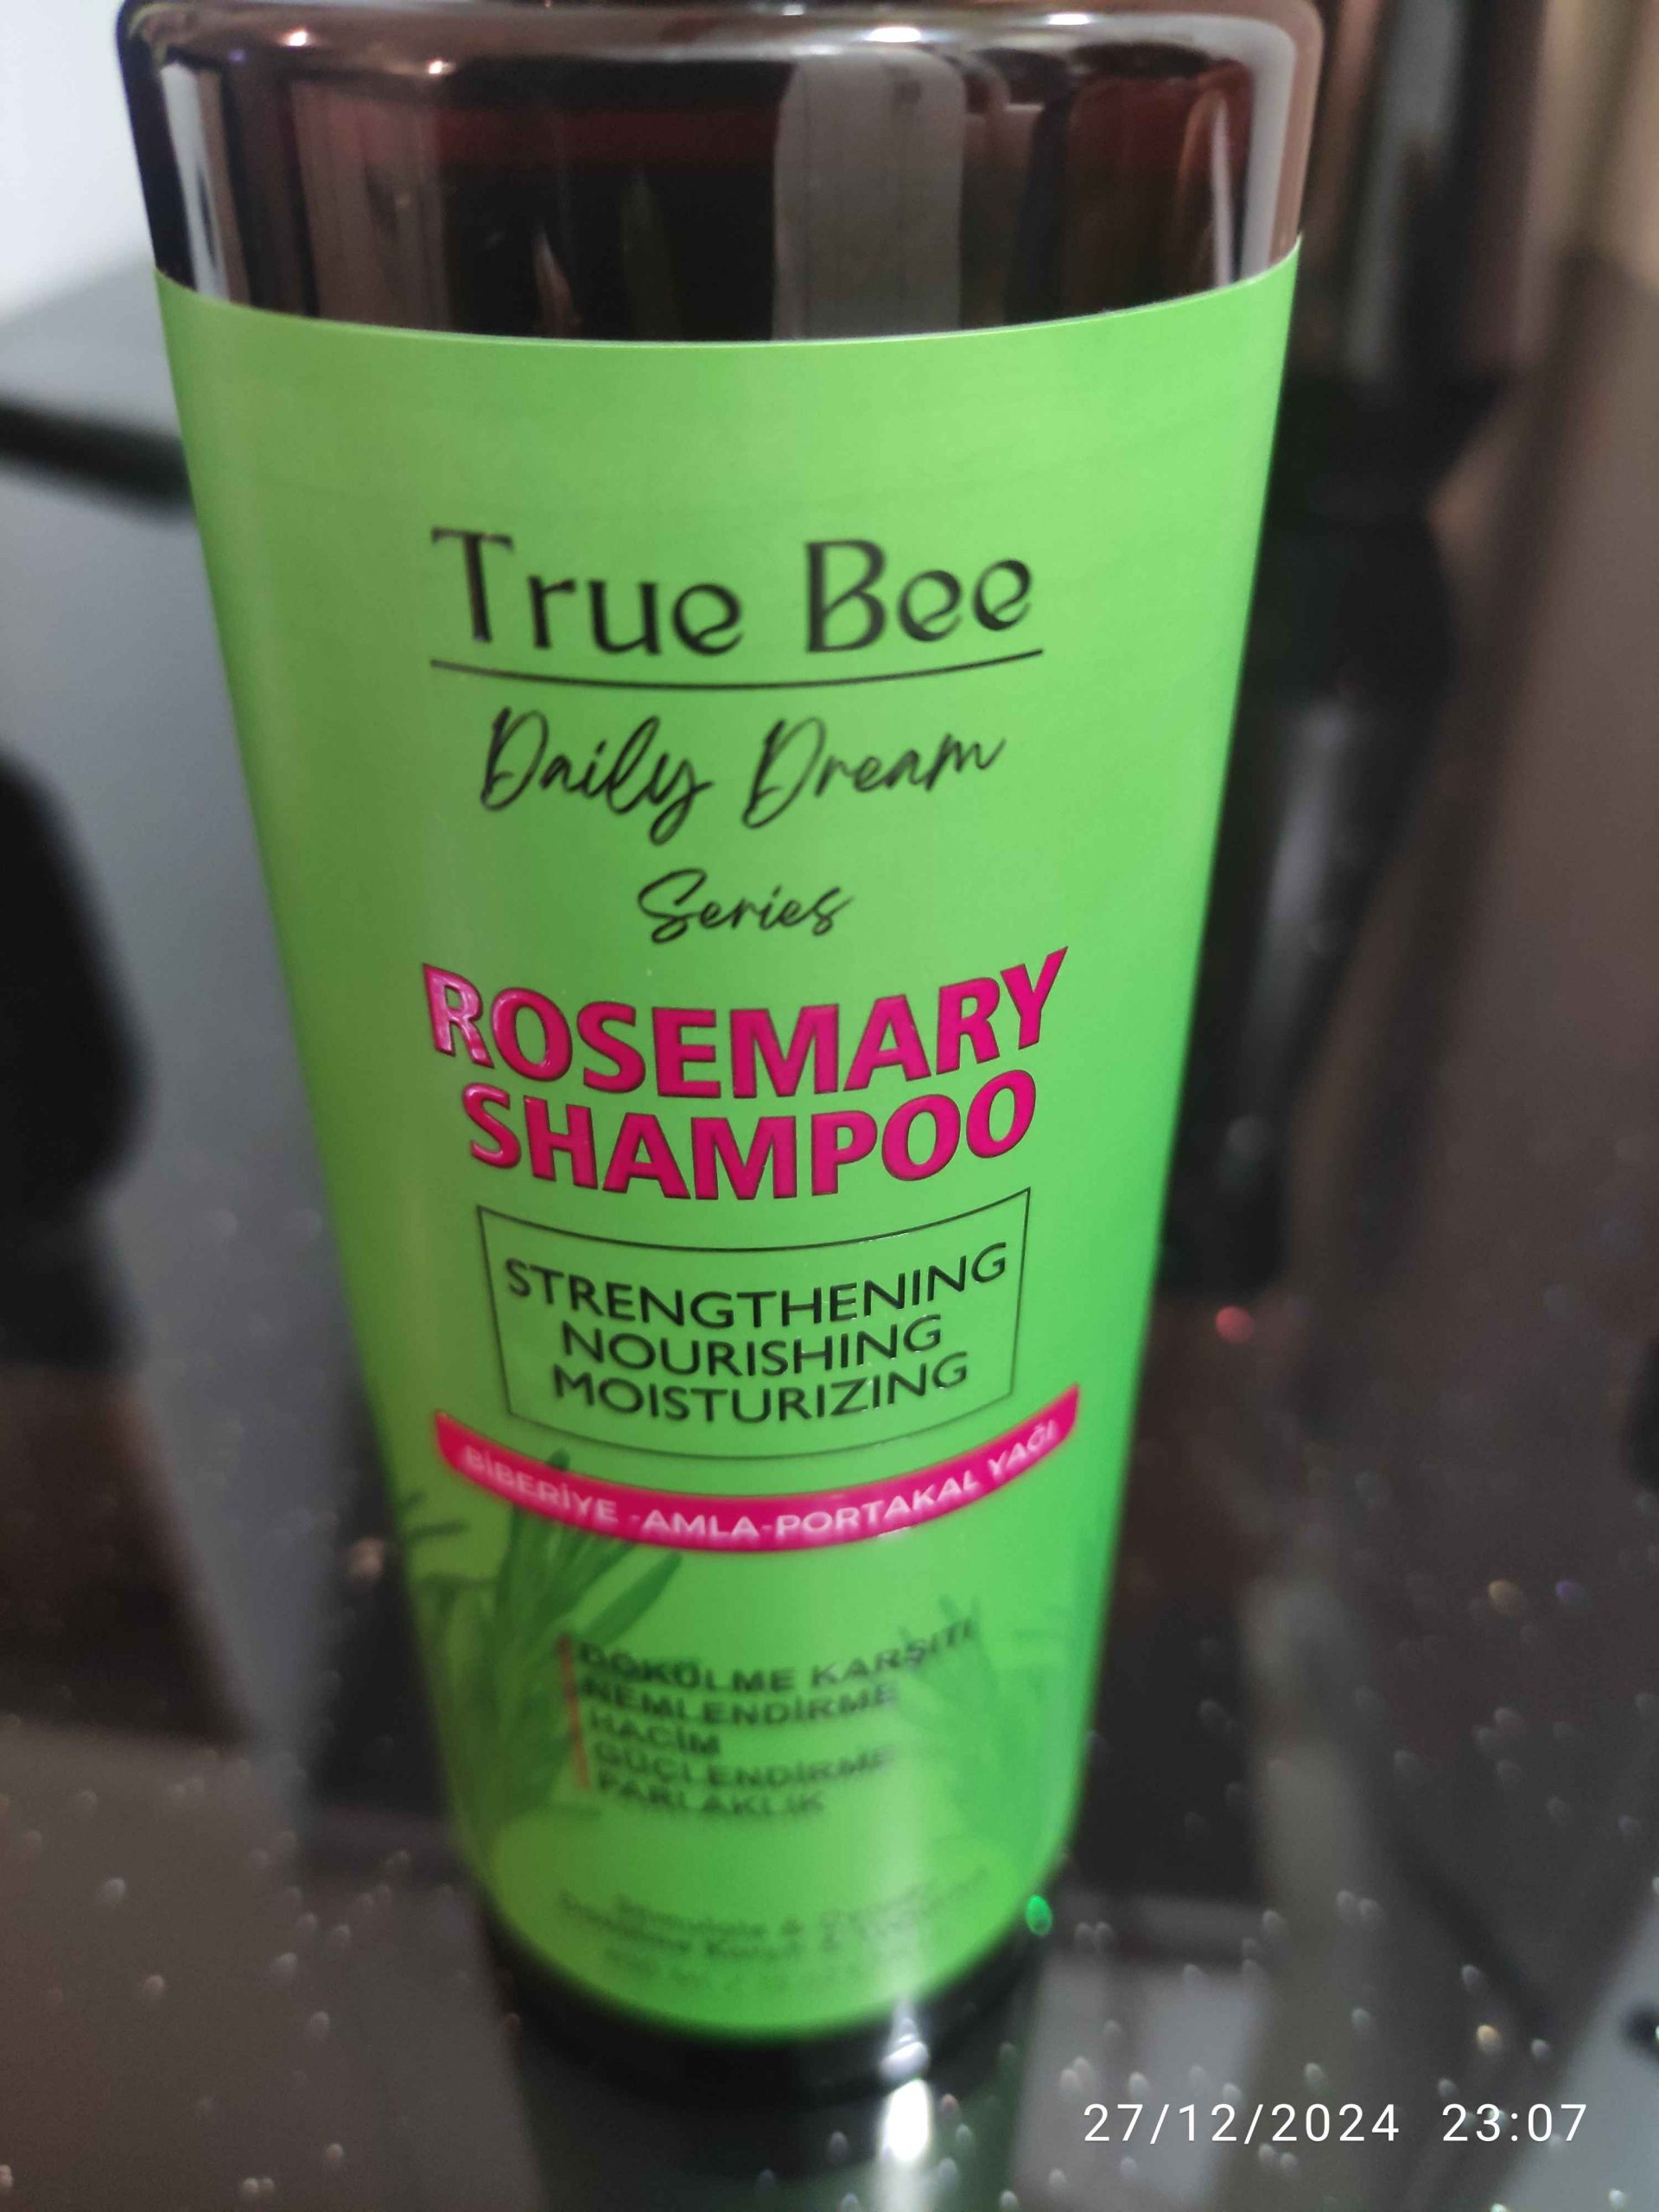 True Bee
Daily Dream
Series
ROSEMARY
SHAMPOO
STRENGTHENING
NOURISHING
MOISTURIZING
BİBERİYE -AMLA-PORTAKAL YAĞI
DÖKÜLME KARŞITI
NEMLENDİRME
HACİM
GÜÇLENDİRME
PARLAKLIK
27/12/2024 23:07